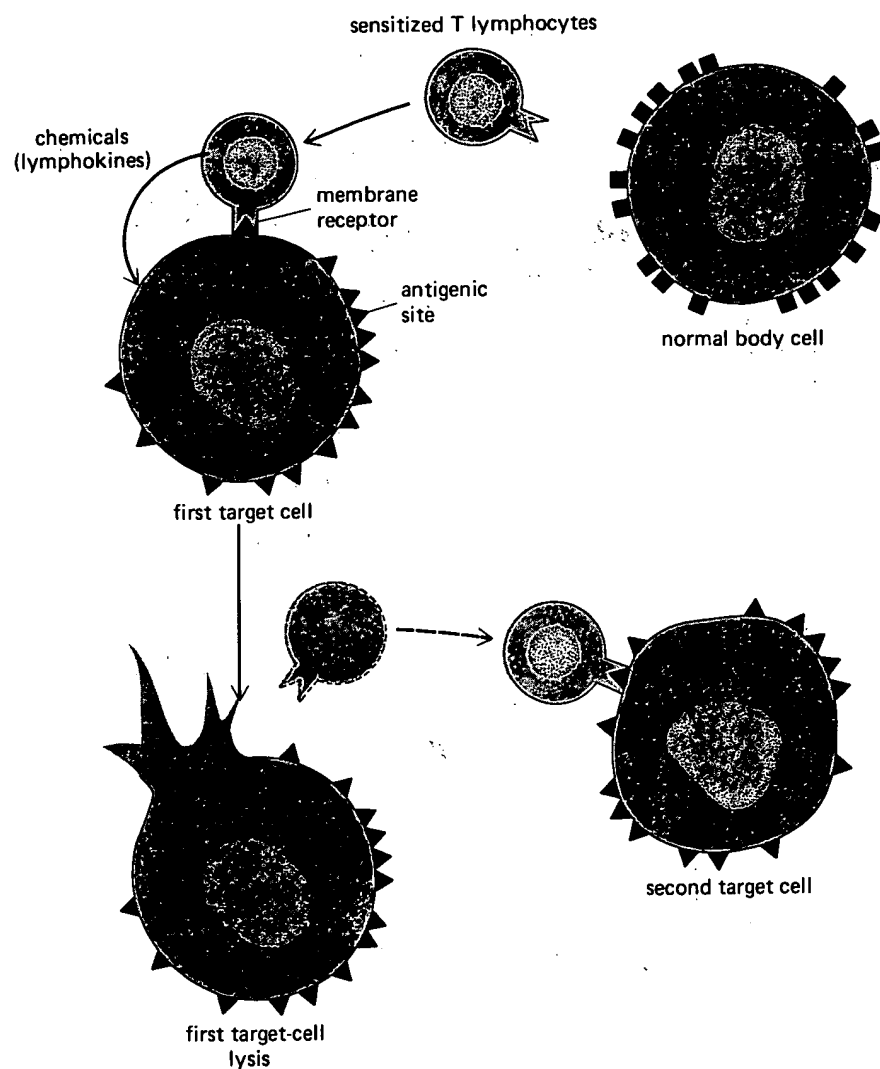 sensitized T lymphocytes
chemicals
(lymphokines)
membrane
receptor
antigenic
site
normal body cell
first target cell
second target cell
first target-cell
lysis